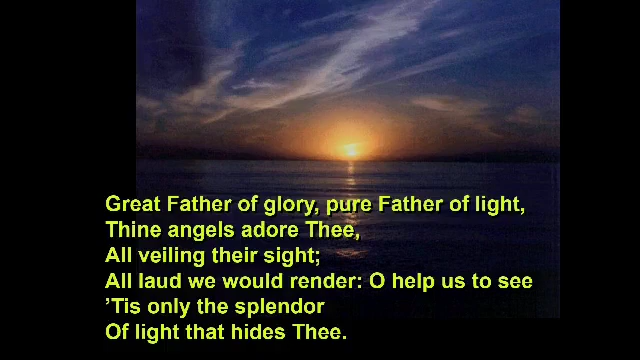 Great Father of glory, pure Father of light,
Thine angels adore Thee,
All veiling their sight;
All laud we would render: O help us to see
’Tis only the splendor
Of light that hides Thee.